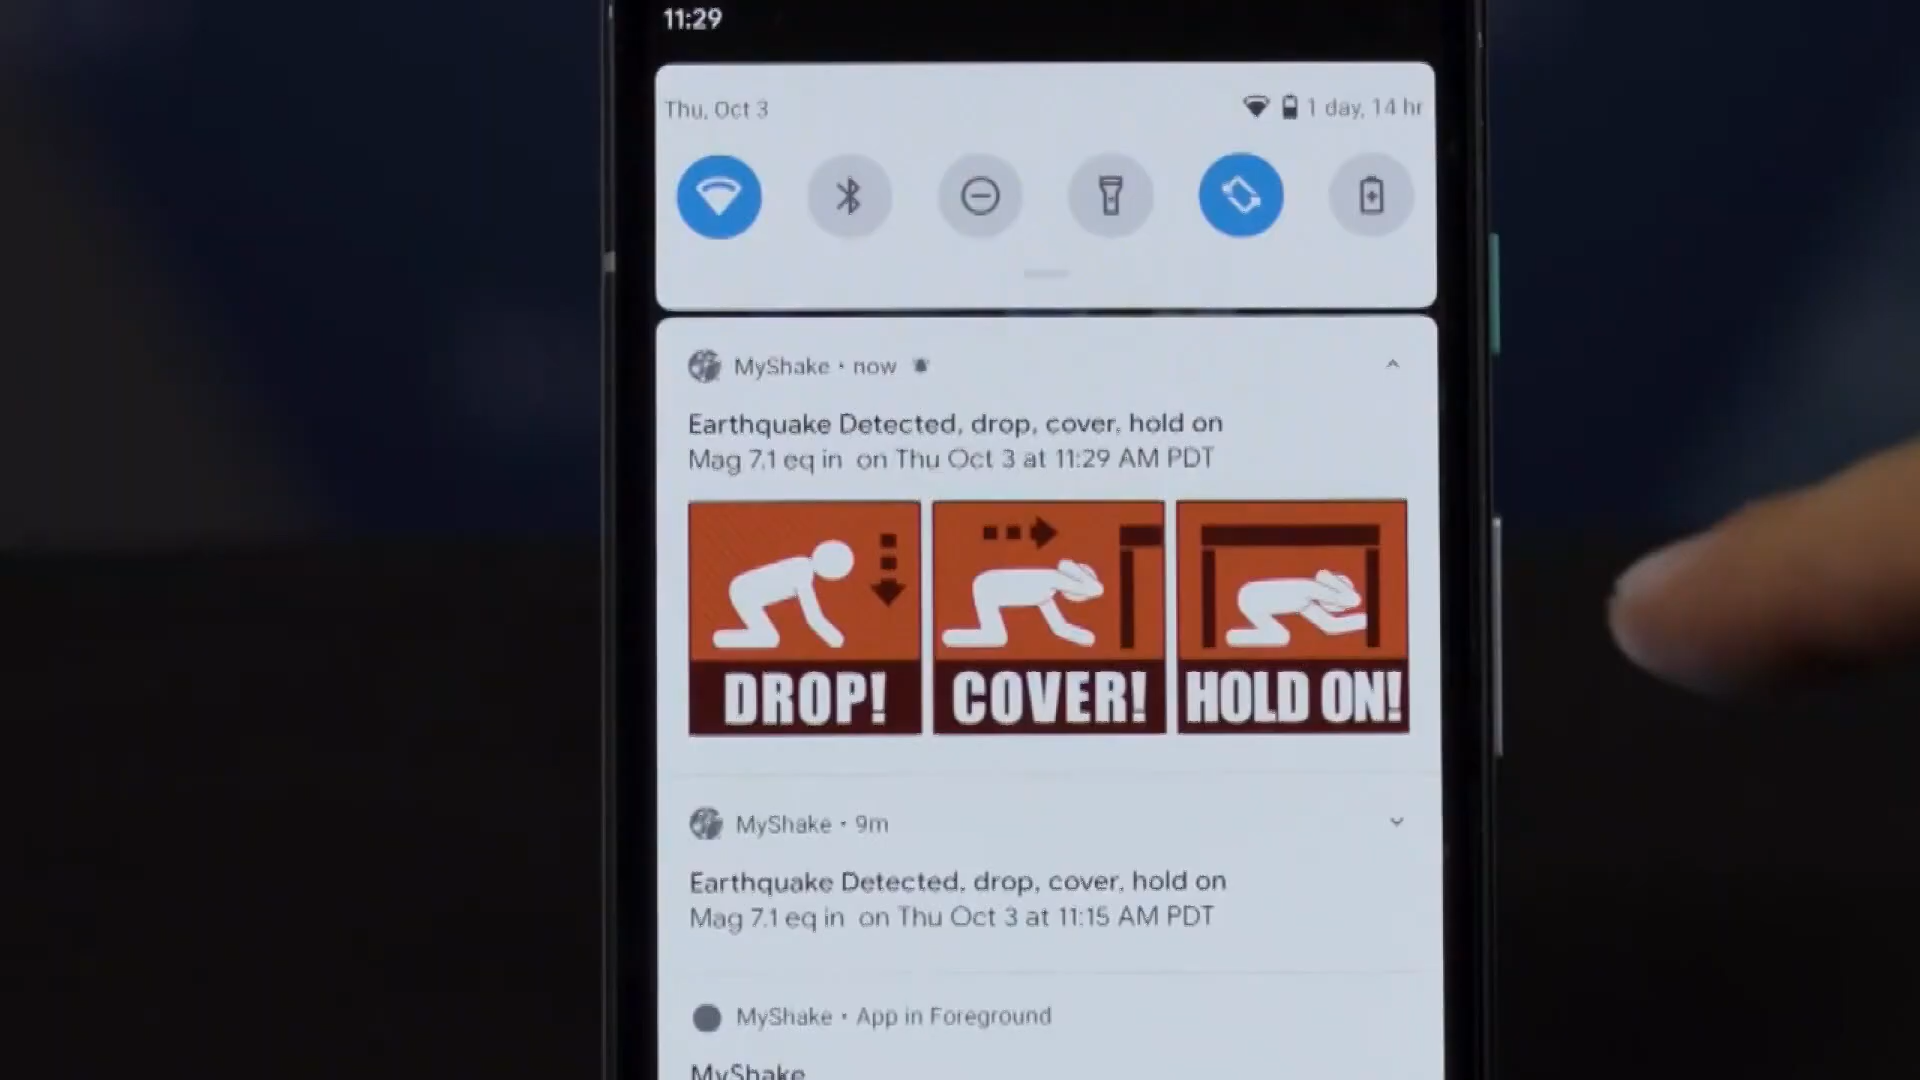 11:29
Thu, Oct 3
1 day, 14 hr
MyShake • now
Earthquake Detected, drop, cover, hold on
Mag 7.1 eq in  on Thu Oct 3 at 11:29 AM PDT
DROP!
COVER!
HOLD ON!
MyShake • 9m
Earthquake Detected, drop, cover, hold on
Mag 7.1 eq in  on Thu Oct 3 at 11:15 AM PDT
MyShake • App in Foreground
MyShake